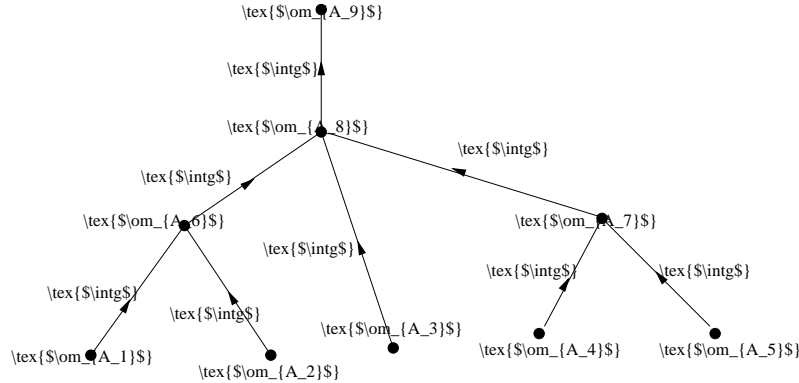 \tex{$\om_{A_9}$}
\tex{$\intg$}
\tex{$\om_{A_8}$}
\tex{$\intg$}
\tex{$\intg$}
\tex{$\om_{A_6}$}
\tex{$\om_{A_7}$}
\tex{$\intg$}
\tex{$\intg$}
\tex{$\intg$}
\tex{$\intg$}
\tex{$\intg$}
\tex{$\om_{A_3}$}
\tex{$\om_{A_1}$}
\tex{$\om_{A_2}$}
\tex{$\om_{A_4}$}
\tex{$\om_{A_5}$}